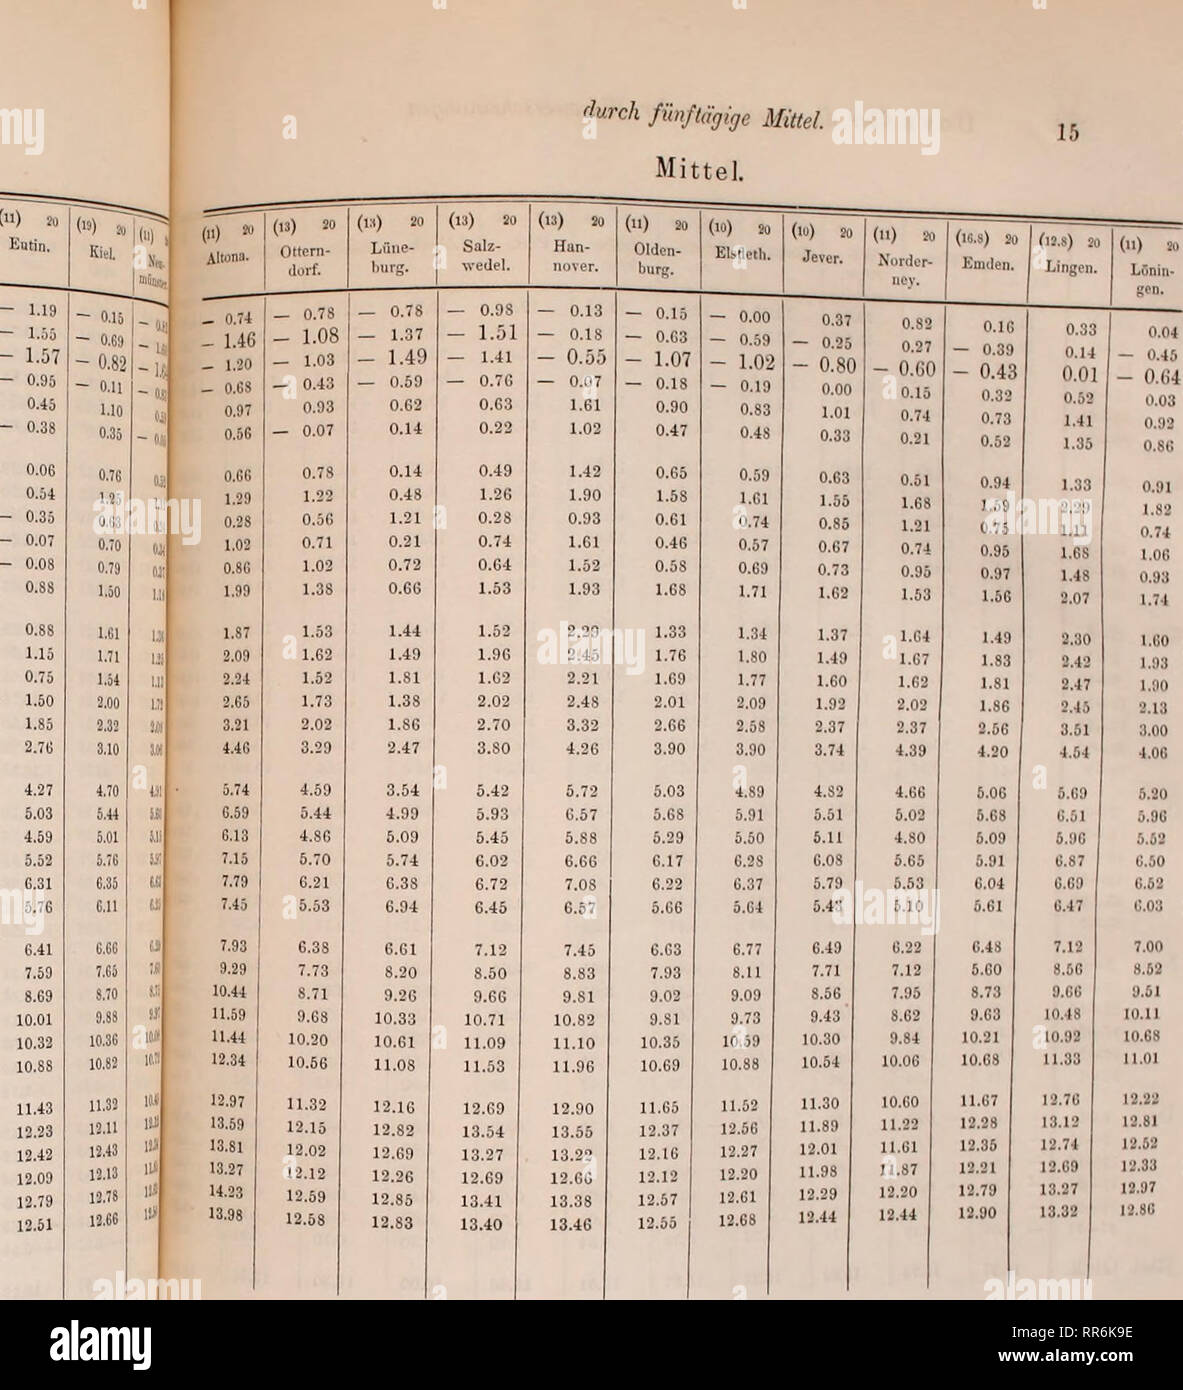 durch fünftägige Mittel.
15
Mittel.
(11) 20 (19) 20 (11) (11) 20 (13) 20 (13) 20 (13) 20 (13) 20 (11) 20 (10) 20 (10) 20 (11) 20 (16.8) 20 (12.8) 20 (11) 20
Eutin. Kiel. Neu- Altona. Ottern- Lüne- Salz- Han- Olden- Elsfleth. Jever. Norder- Emden. Lingen. Lönin-
münster. dorf. burg. wedel. nover. burg. ney. gen.
— 1.19 — 0.15 — 0.74 — 0.78 — 0.78 — 0.98 — 0.13 — 0.15 — 0.00 0.37 0.82 0.16 0.33 0.04
— 1.55 — 0.69 — 1.46 — 1.08 — 1.37 — 1.51 — 0.18 — 0.63 — 0.59 — 0.25 0.27 — 0.39 0.14 — 0.45
— 1.57 — 0.82 — 1.20 — 1.03 — 1.49 — 1.41 — 0.55 — 1.07 — 1.02 — 0.80 — 0.60 — 0.43 0.01 — 0.64
— 0.95 — 0.11 — 0.68 — 0.43 — 0.59 — 0.76 — 0.07 — 0.18 — 0.19 0.00 0.15 0.32 0.52 0.03
0.45 1.10 0.97 0.93 0.62 0.63 1.61 0.90 0.83 1.01 0.74 0.73 1.41 0.92
— 0.38 0.35 — 0.56 — 0.07 0.14 0.22 1.02 0.47 0.48 0.33 0.21 0.52 1.35 0.86
0.06 0.76 0.66 0.78 0.14 0.49 1.42 0.65 0.59 0.63 0.51 0.94 1.33 0.91
0.54 1.25 1.29 1.22 0.48 1.26 1.90 1.58 1.61 1.55 1.68 1.59 2.29 1.82
— 0.35 0.63 0.28 0.56 1.21 0.28 0.93 0.61 0.74 0.85 1.21 0.75 1.11 0.74
— 0.07 0.70 1.02 0.71 0.21 0.74 1.61 0.46 0.57 0.67 0.74 0.95 1.68 1.06
— 0.08 0.79 0.86 1.02 0.72 0.64 1.52 0.58 0.69 0.73 0.95 0.97 1.48 0.93
0.88 1.50 1.99 1.38 0.66 1.53 1.93 1.68 1.71 1.62 1.53 1.56 2.07 1.74
0.88 1.61 1.87 1.53 1.44 1.52 2.29 1.33 1.34 1.37 1.64 1.49 2.30 1.60
1.15 1.71 2.09 1.62 1.49 1.96 2.45 1.76 1.80 1.49 1.67 1.83 2.42 1.93
0.75 1.54 2.24 1.52 1.81 1.62 2.21 1.69 1.77 1.60 1.62 1.81 2.47 1.90
1.50 2.00 2.65 1.73 1.38 2.02 2.48 2.01 2.09 1.92 2.02 1.86 2.45 2.13
1.85 2.32 3.21 2.02 1.86 2.70 3.32 2.66 2.58 2.37 2.37 2.56 3.51 3.00
2.76 3.10 4.46 3.29 2.47 3.80 4.26 3.90 3.90 3.74 4.39 4.20 4.54 4.06
4.27 4.70 5.74 4.59 3.54 5.42 5.72 5.03 4.89 4.82 4.66 5.06 5.69 5.20
5.03 5.44 6.59 5.44 4.99 5.93 6.57 5.68 5.91 5.51 5.02 5.68 6.51 5.96
4.59 5.01 6.13 4.86 5.09 5.45 5.88 5.29 5.50 5.11 4.80 5.09 5.96 5.52
5.52 5.76 7.15 5.70 5.74 6.02 6.66 6.17 6.28 6.08 5.65 5.91 6.87 6.50
6.31 6.35 7.79 6.21 6.38 6.72 7.08 6.22 6.37 5.79 5.53 6.04 6.69 6.52
5.76 6.11 7.45 5.53 6.94 6.45 6.57 5.66 5.64 5.43 5.10 5.61 6.47 6.03
6.41 6.66 7.93 6.38 6.61 7.12 7.45 6.63 6.77 6.49 6.22 6.48 7.12 7.00
7.59 7.65 9.29 7.73 8.20 8.50 8.83 7.93 8.11 7.71 7.12 5.60 8.56 8.52
8.69 8.70 10.44 8.71 9.26 9.66 9.81 9.02 9.09 8.56 7.95 8.73 9.66 9.51
10.01 9.88 11.59 9.68 10.33 10.71 10.82 9.81 9.73 9.43 8.62 9.63 10.48 10.11
10.32 10.36 11.44 10.20 10.61 11.09 11.10 10.35 10.59 10.30 9.84 10.21 10.92 10.68
10.88 10.82 12.34 10.56 11.08 11.53 11.96 10.69 10.88 10.54 10.06 10.68 11.33 11.01
11.43 11.32 12.97 11.32 12.16 12.69 12.90 11.65 11.52 11.30 10.60 11.67 12.76 12.22
12.23 12.11 13.59 12.15 12.82 13.54 13.55 12.37 12.56 11.89 11.22 12.28 13.12 12.81
12.42 12.43 13.81 12.02 12.69 13.27 13.22 12.16 12.27 12.01 11.61 12.35 12.74 12.52
12.09 12.13 13.27 12.12 12.26 12.69 12.66 12.12 12.20 11.98 11.87 12.21 12.69 12.33
12.79 12.78 14.23 12.59 12.85 13.41 13.38 12.57 12.61 12.29 12.20 12.79 13.27 12.97
12.51 12.66 13.98 12.58 12.83 13.40 13.46 12.55 12.68 12.44 12.44 12.90 13.32 12.86
alamy
RR6K9E
www.alamy.com